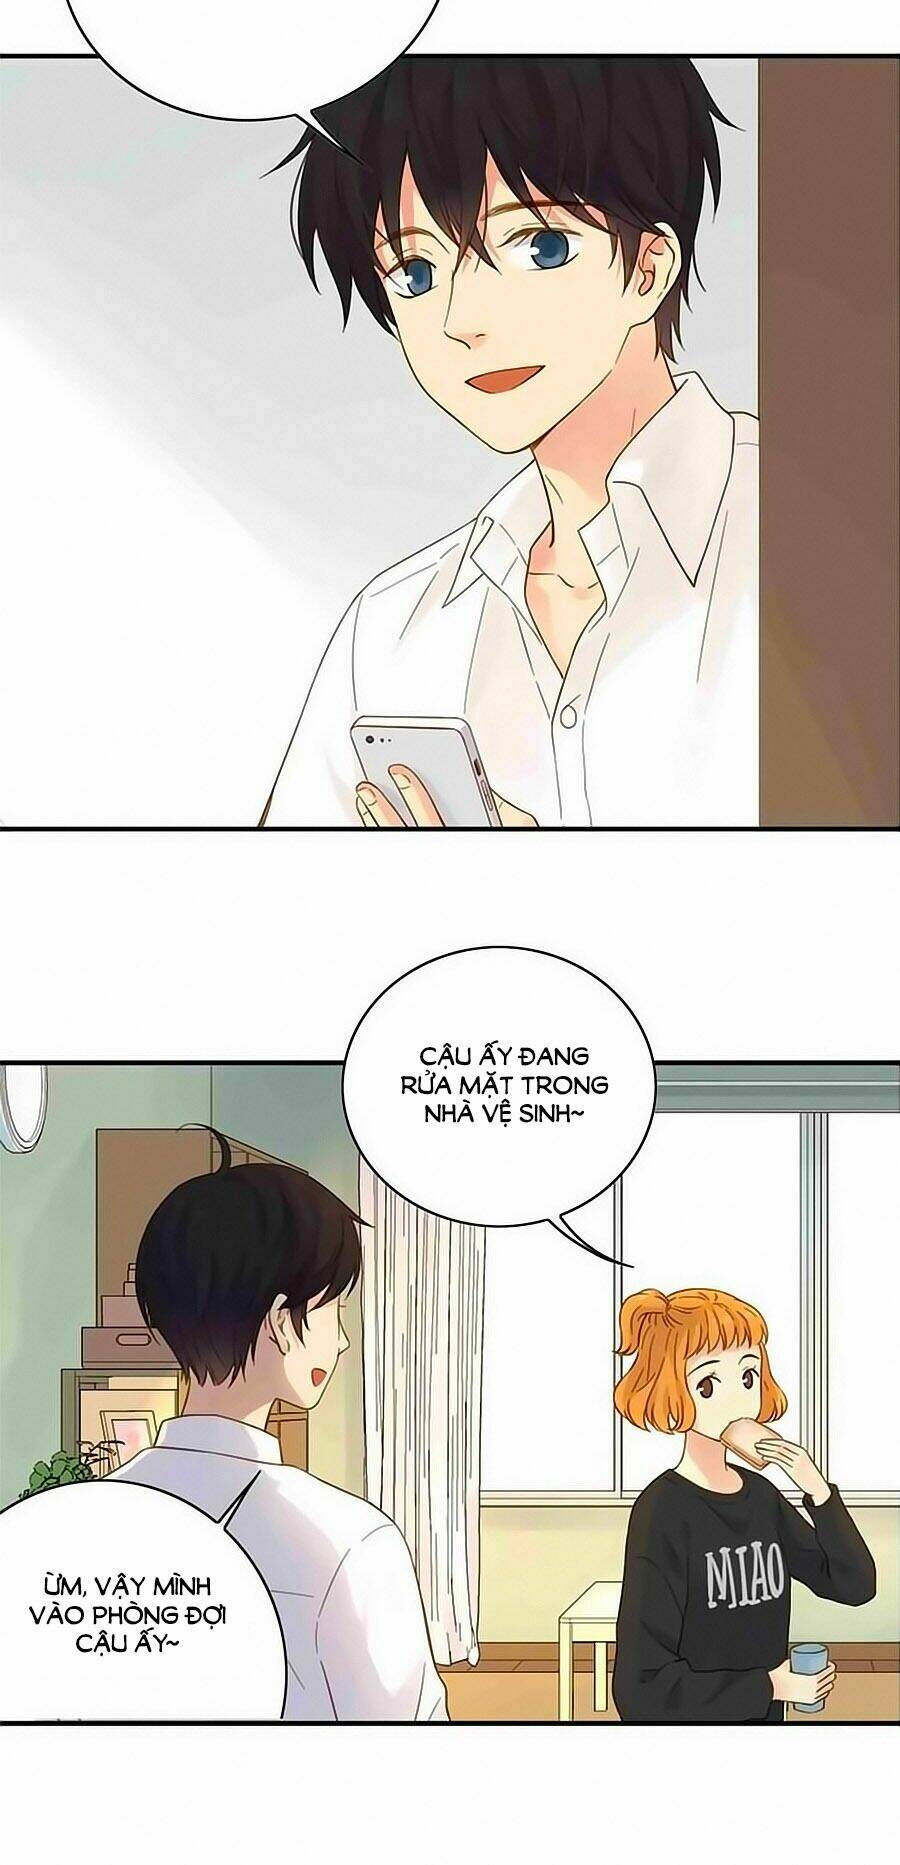 CẬU ẤY ĐANG
RỬA MẶT TRONG
NHÀ VỆ SINH~
MIAO
ỪM, VẬY MÌNH
VÀO PHÒNG ĐỢI
CẬU ẤY~